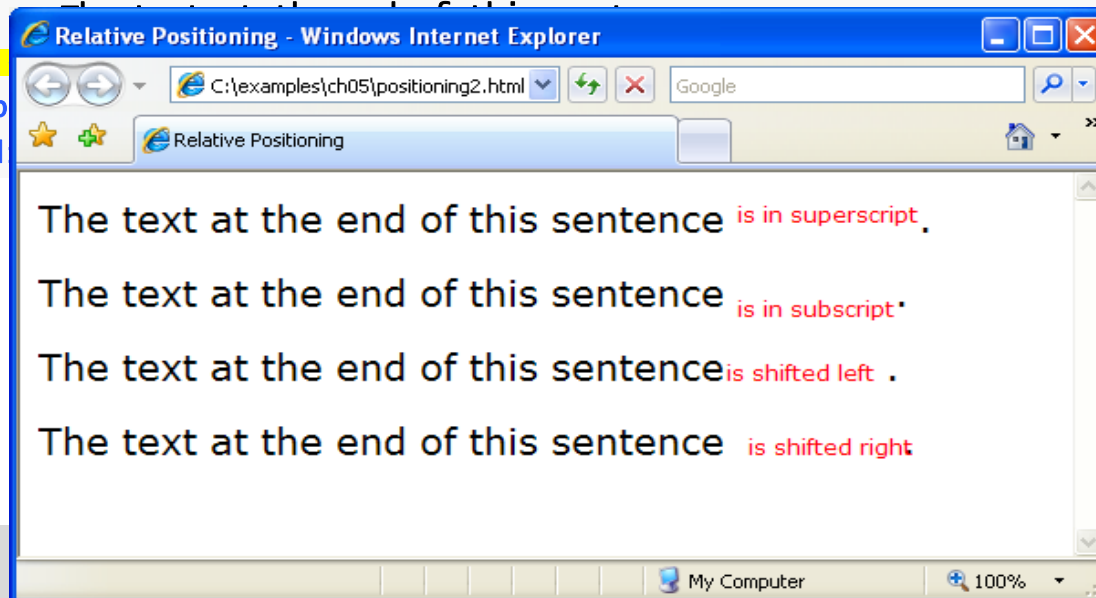 Relative Positioning - Windows Internet Explorer
C:\examples\ch05\positioning2.html
Google
Relative Positioning
The text at the end of this sentence is in superscript.
The text at the end of this sentence is in subscript.
The text at the end of this sentence is shifted left .
The text at the end of this sentence is shifted right.
My Computer
100%